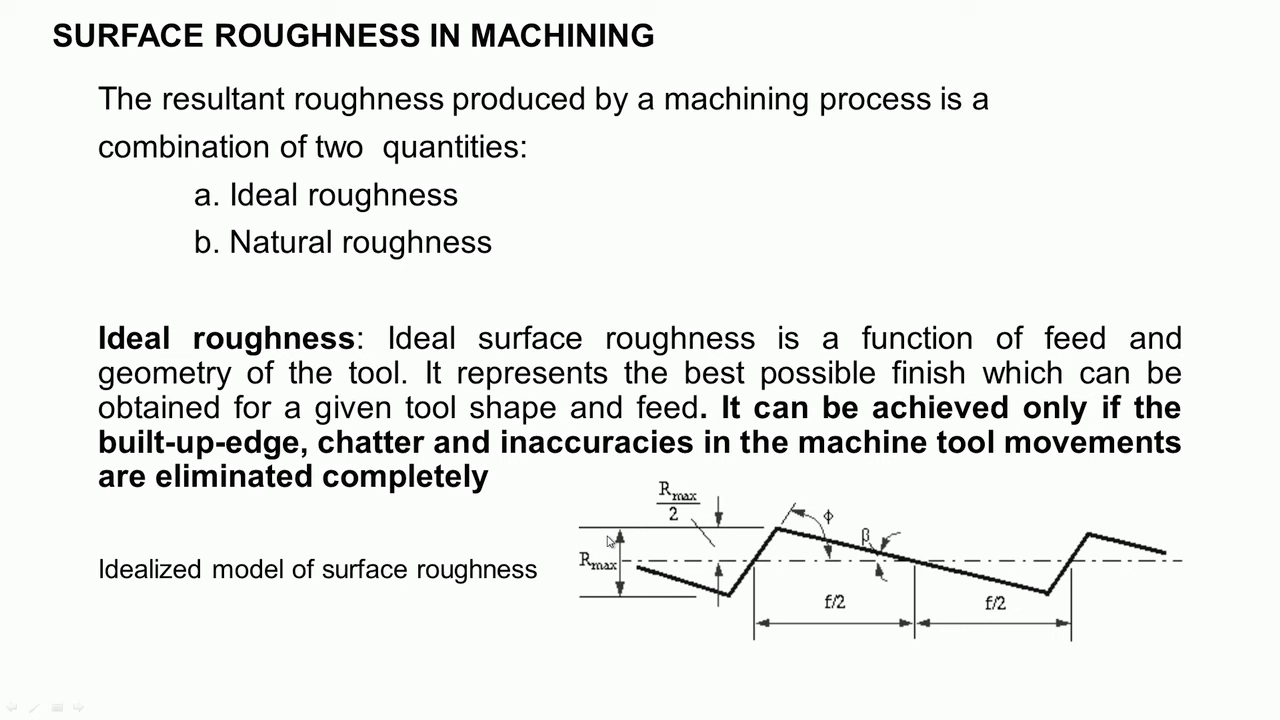 SURFACE ROUGHNESS IN MACHINING
The resultant roughness produced by a machining process is a
combination of two quantities:
a. Ideal roughness
b. Natural roughness
Ideal roughness: Ideal surface roughness is a function of feed and
geometry of the tool. It represents the best possible finish which can be
obtained for a given tool shape and feed. It can be achieved only if the
built-up-edge, chatter and inaccuracies in the machine tool movements
are eliminated completely
Rmax
2
ϕ
β
Rmax
Idealized model of surface roughness
f/2
f/2